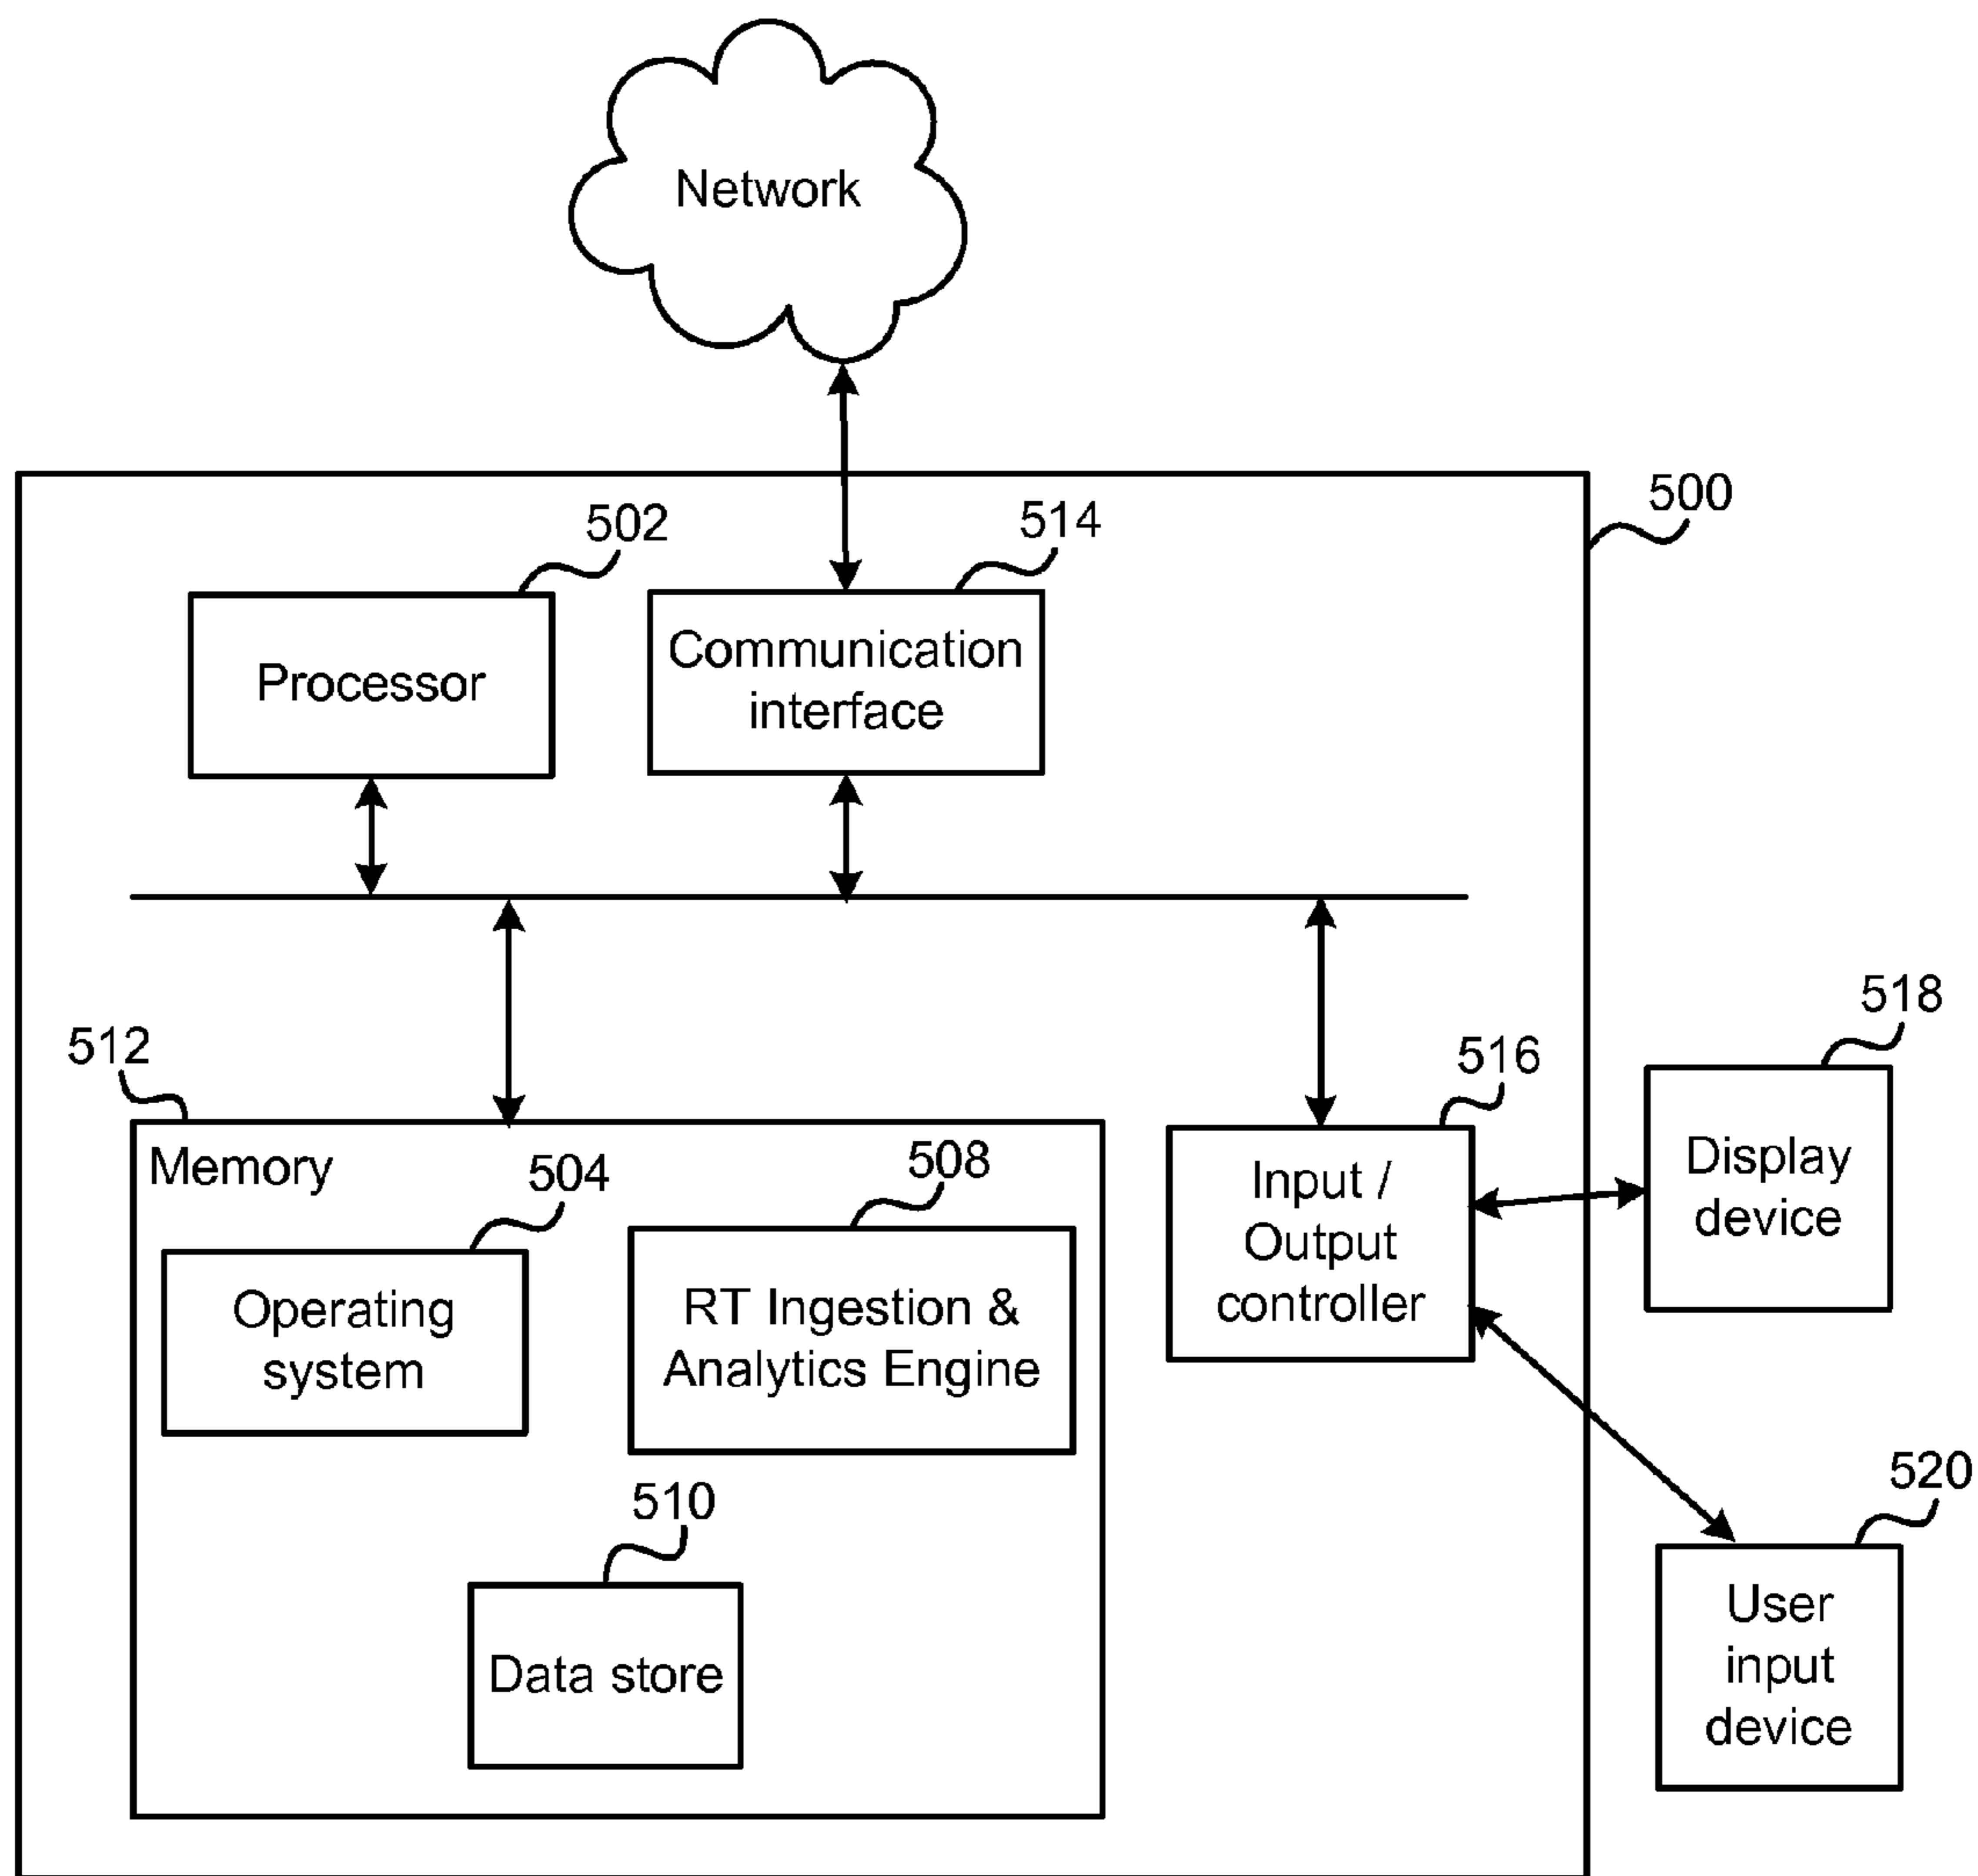 Network
500
502
514
Processor
Communication
interface
518
512
516
Memory
504
508
Display
device
Input /
Output
controller
Operating
system
RT Ingestion &
Analytics Engine
510
520
Data store
User
input
device